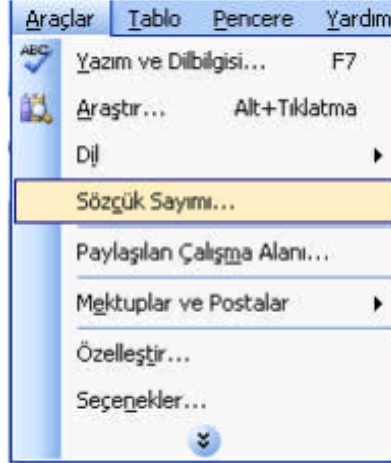 Araçlar Tablo Pencere Yardım
ABC Yazım ve Dilbilgisi... F7
Araştır... Alt+Tıklatma
Dil
Sözcük Sayımı...
Paylaşılan Çalışma Alanı...
Mektuplar ve Postalar
Özelleştir...
Seçenekler...